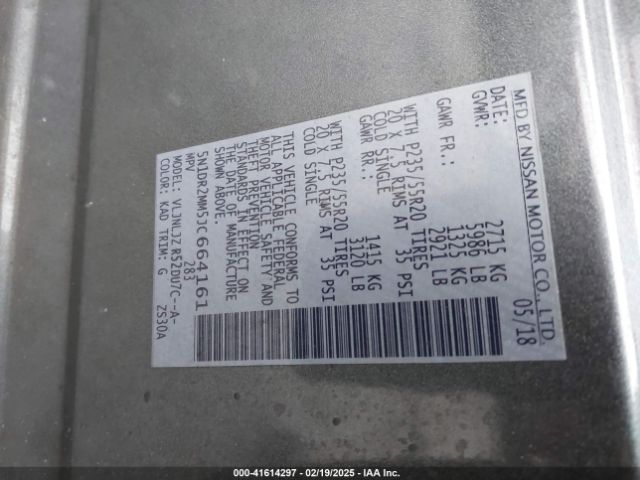 MFD BY NISSAN MOTOR CO., LTD.
DATE: 05/18
GVWR: 2715 KG
5986 LB
GAWR FR.: 1325 KG
2921 LB
WITH P235/55R20 TIRES
20 X 7.5 RIMS AT 35 PSI
COLD SINGLE
GAWR RR.: 1415 KG
3120 LB
WITH P235/55R20 TIRES
20 X 7.5 RIMS AT 35 PSI
COLD SINGLE
THIS VEHICLE CONFORMS TO
ALL APPLICABLE FEDERAL
MOTOR VEHICLE SAFETY AND
THEFT PREVENTION
STANDARDS IN EFFECT ON
THE DATE OF MANUFACTURE
SHOWN ABOVE.
5N1DR2MM5JC664161
MPV 283
MODEL: VLJNLJZ R52DU7C--A-
COLOR: KAD TRIM: G ZS30A
000-41614297 - 02/19/2025 - IAA Inc.